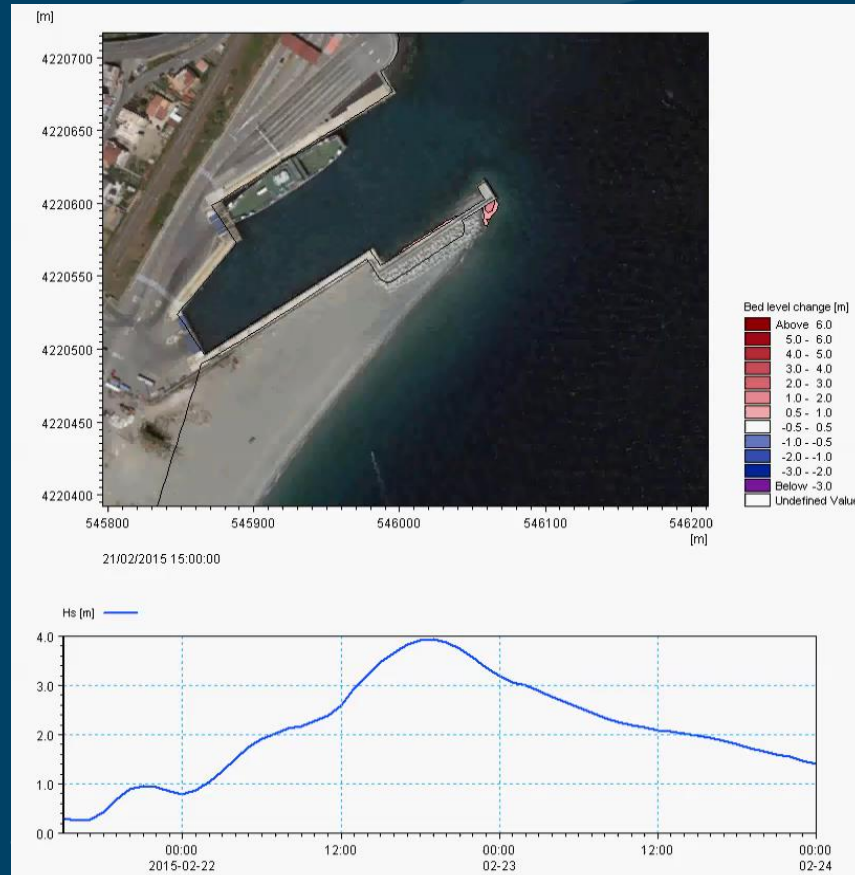 [m]
4220700
4220650
4220600
4220550
4220500
4220450
4220400
545800 545900 546000 546100 546200
[m]
21/02/2015 15:00:00
Bed level change [m]
Above 6.0
5.0 - 6.0
4.0 - 5.0
3.0 - 4.0
2.0 - 3.0
1.0 - 2.0
0.5 - 1.0
-0.5 - 0.5
-1.0 - -0.5
-2.0 - -1.0
-3.0 - -2.0
Below -3.0
Undefined Value
Hs [m]
4.0
3.0
2.0
1.0
0.0
00:00 12:00 00:00 12:00 00:00
2015-02-22 02-23 02-24